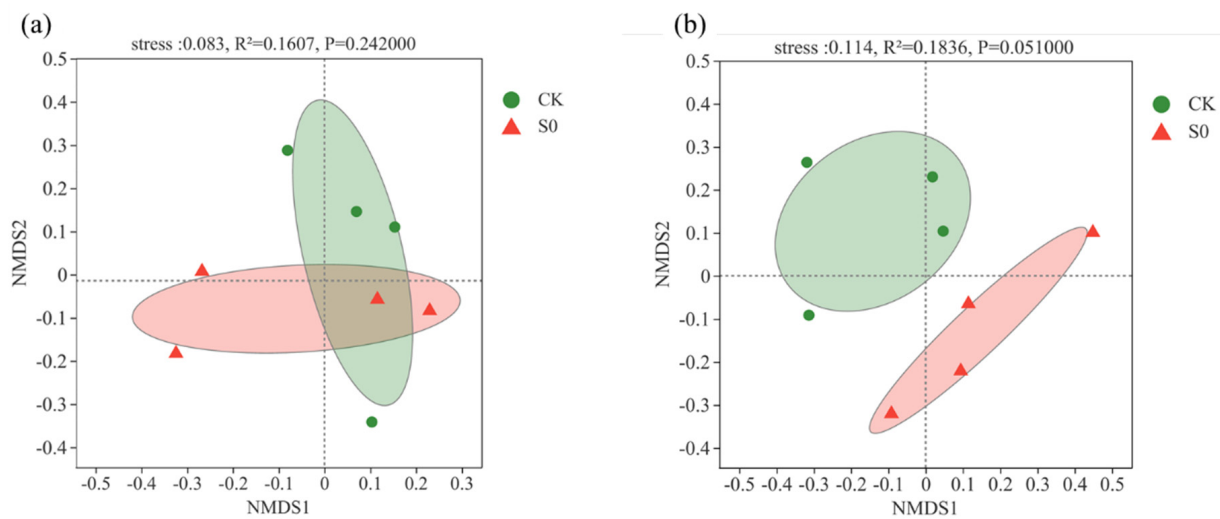 (a)
stress :0.083, R²=0.1607, P=0.242000
0.5
0.4
0.3
0.2
0.1
0
-0.1
-0.2
-0.3
-0.4
NMDS2
-0.5 -0.4 -0.3 -0.2 -0.1 0 0.1 0.2 0.3
NMDS1
CK
S0
(b)
stress :0.114, R²=0.1836, P=0.051000
0.5
0.4
0.3
0.2
0.1
0
-0.1
-0.2
-0.3
-0.4
NMDS2
-0.5 -0.4 -0.3 -0.2 -0.1 0 0.1 0.2 0.3 0.4 0.5
NMDS1
CK
S0